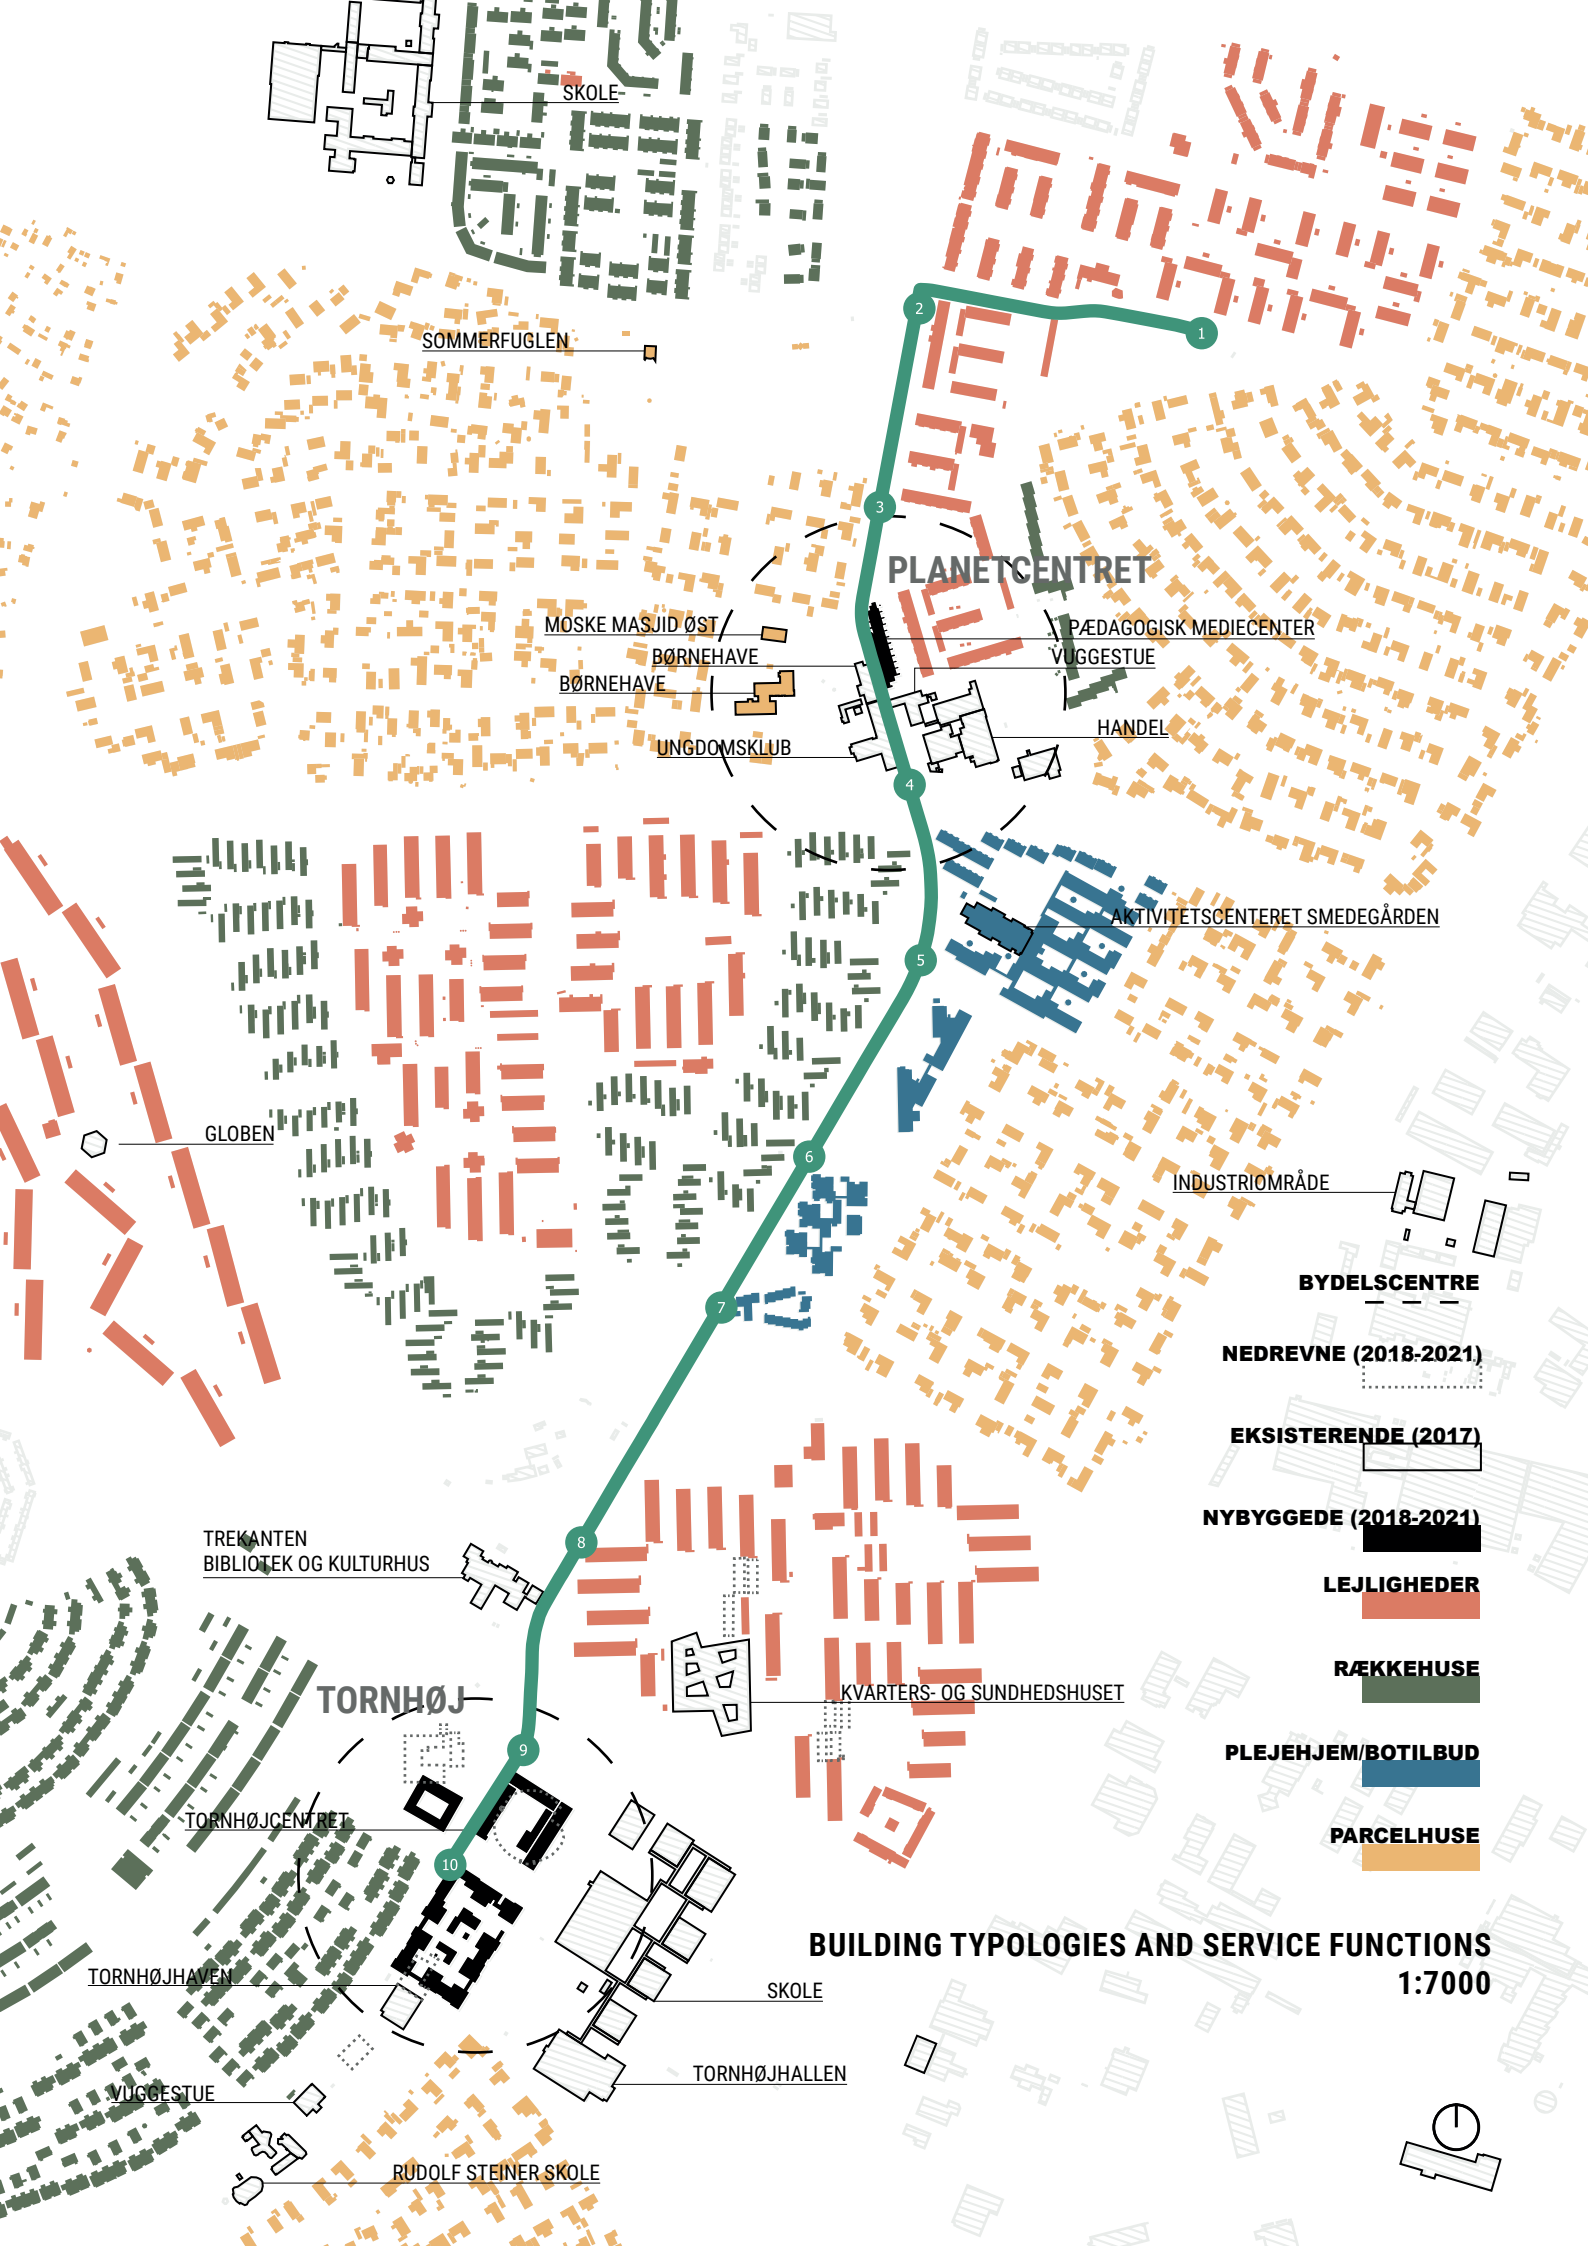 SKOLE
SOMMERFUGLEN
2
1
3
PLANETCENTRET
MOSKE MASJID ØST
PÆDAGOGISK MEDIECENTER
BØRNEHAVE
VUGGESTUE
BØRNEHAVE
HANDEL
UNGDOMSKLUB
4
AKTIVITETSCENTERET SMEDEGÅRDEN
5
GLOBEN
6
INDUSTRIOMRÅDE
BYDELSCENTRE
7
NEDREVNE (2018-2021)
EKSISTERENDE (2017)
NYBYGGEDE (2018-2021)
TREKANTEN
BIBLIOTEK OG KULTURHUS
8
LEJLIGHEDER
RÆKKEHUSE
TORNHØJ
KVARTERS- OG SUNDHEDSHUSET
9
PLEJEHJEM/BOTILBUD
TORNHØJCENTRET
PARCELHUSE
10
BUILDING TYPOLOGIES AND SERVICE FUNCTIONS
1:7000
TORNHØJHAVEN
SKOLE
TORNHØJHALLEN
VUGGESTUE
RUDOLF STEINER SKOLE